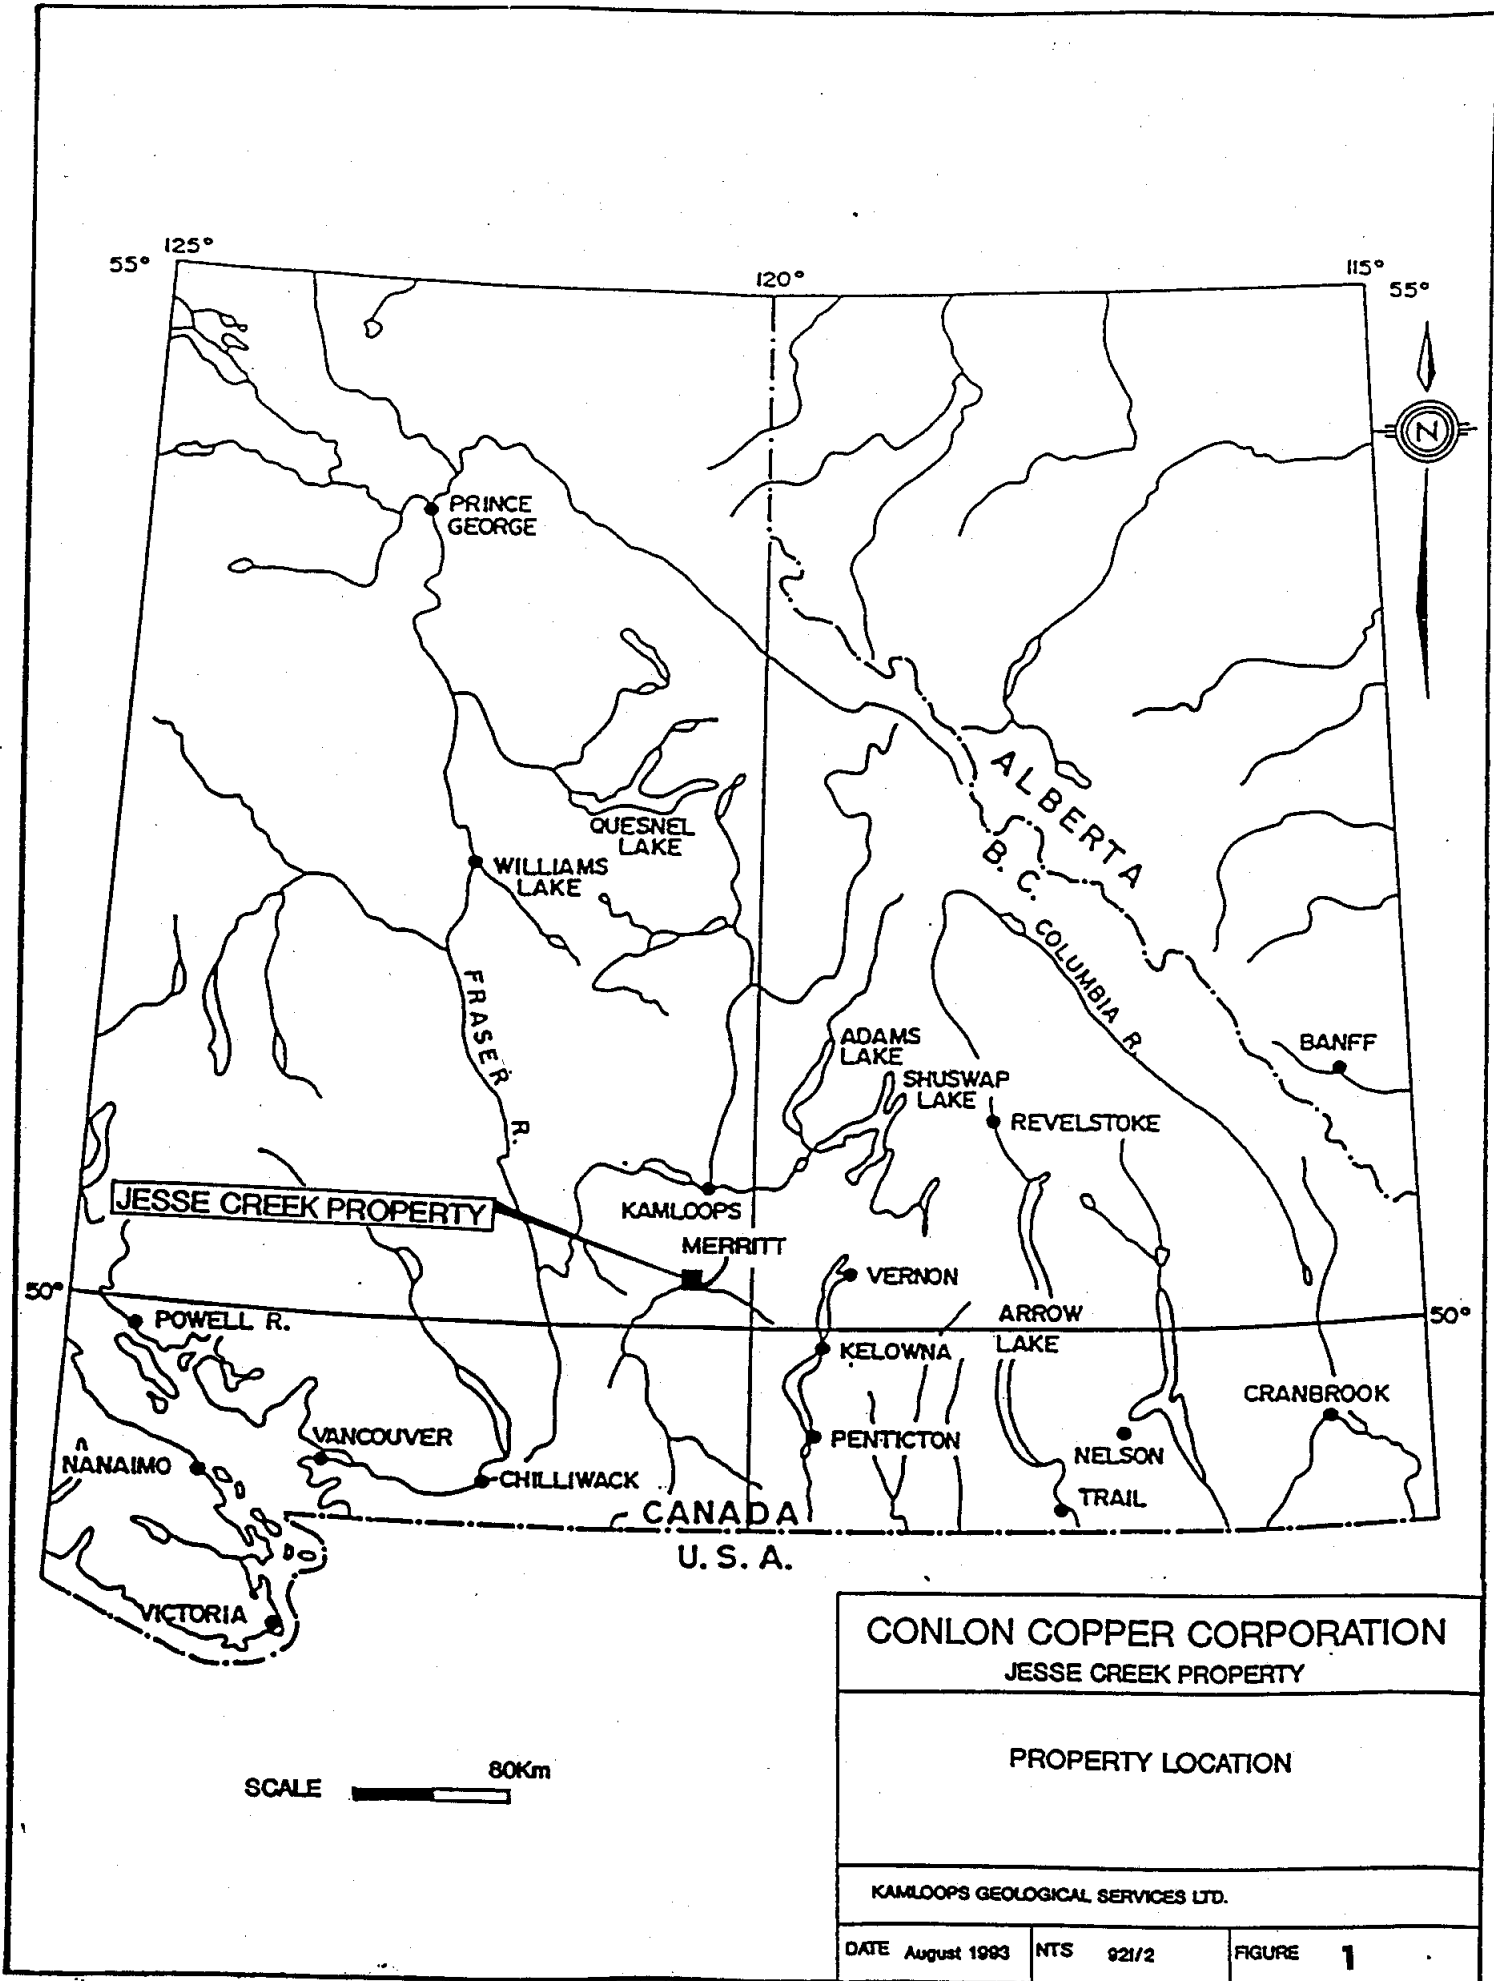 125°
55°
120°
115°
55°
N
PRINCE
GEORGE
QUESNEL
LAKE
WILLIAMS
LAKE
ALBERTA
B. C.
COLUMBIA R.
FRASER R.
ADAMS
LAKE
SHUSWAP
LAKE
BANFF
REVELSTOKE
JESSE CREEK PROPERTY
KAMLOOPS
MERRITT
VERNON
50°
POWELL R.
ARROW
LAKE
50°
KELOWNA
CRANBROOK
VANCOUVER
NANAIMO
PENTICTON
NELSON
CHILLIWACK
TRAIL
CANADA
U. S. A.
VICTORIA
CONLON COPPER CORPORATION
JESSE CREEK PROPERTY
PROPERTY LOCATION
SCALE 80Km
KAMLOOPS GEOLOGICAL SERVICES LTD.
DATE August 1993 NTS 92I/2 FIGURE 1